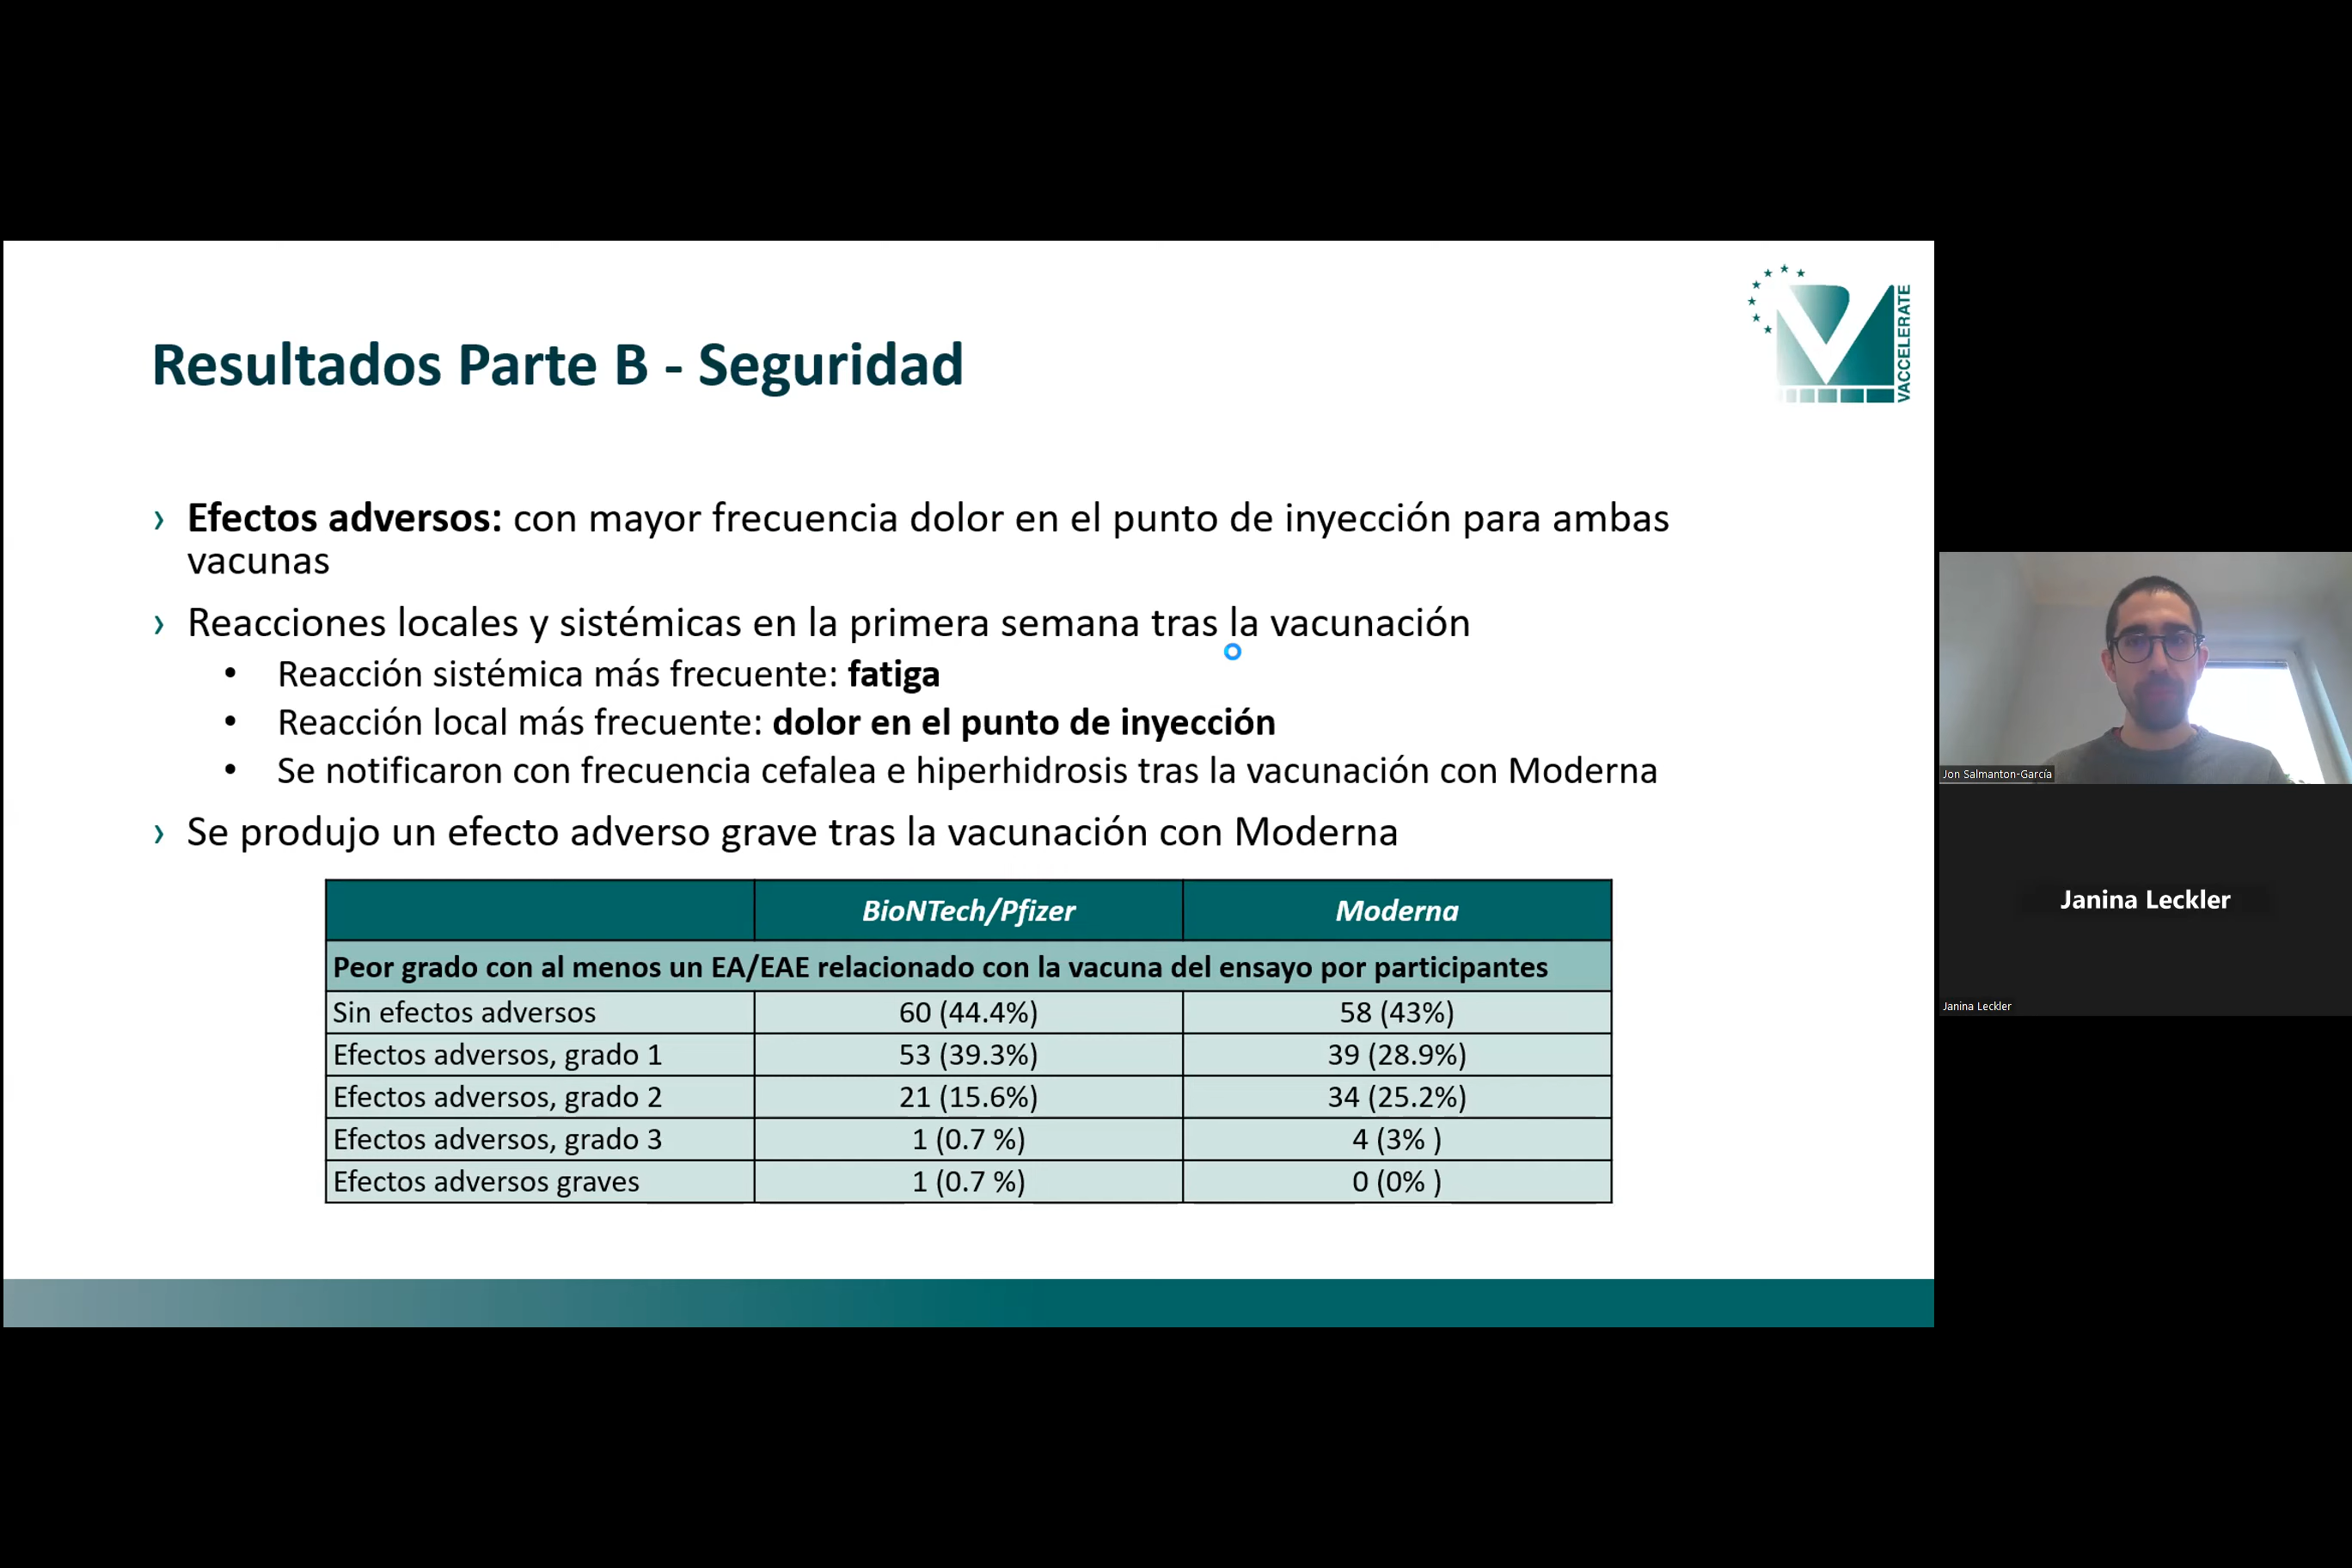 Resultados Parte B - Seguridad
VACCELERATE
› Efectos adversos: con mayor frecuencia dolor en el punto de inyección para ambas
vacunas
› Reacciones locales y sistémicas en la primera semana tras la vacunación
• Reacción sistémica más frecuente: fatiga
• Reacción local más frecuente: dolor en el punto de inyección
• Se notificaron con frecuencia cefalea e hiperhidrosis tras la vacunación con Moderna
› Se produjo un efecto adverso grave tras la vacunación con Moderna
BioNTech/Pfizer Moderna
Peor grado con al menos un EA/EAE relacionado con la vacuna del ensayo por participantes
Sin efectos adversos 60 (44.4%) 58 (43%)
Efectos adversos, grado 1 53 (39.3%) 39 (28.9%)
Efectos adversos, grado 2 21 (15.6%) 34 (25.2%)
Efectos adversos, grado 3 1 (0.7 %) 4 (3% )
Efectos adversos graves 1 (0.7 %) 0 (0% )
Jon Salmanton-García
Janina Leckler
Janina Leckler